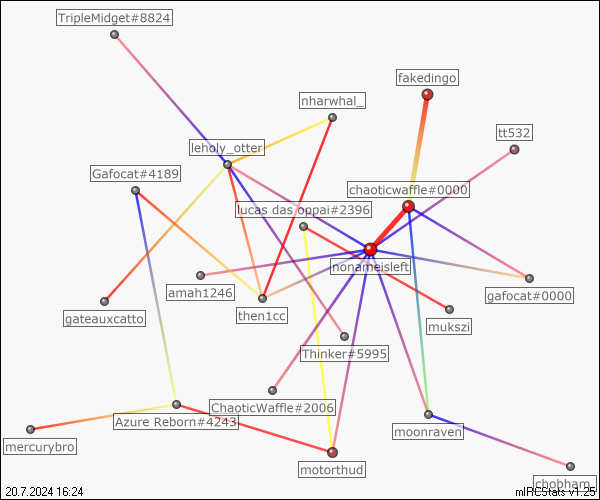 TripleMidget#8824
fakedingo
nharwhal_
tt532
leholy_otter
Gafocat#4189
chaoticwaffle#0000
lucas das oppai#2396
nonameisleft
amah1246
gafocat#0000
mukszi
then1cc
gateauxcatto
Thinker#5995
ChaoticWaffle#2006
Azure Reborn#4243
moonraven
mercurybro
motorthud
chobham_
20.7.2024 16:24
mIRCStats v1.25